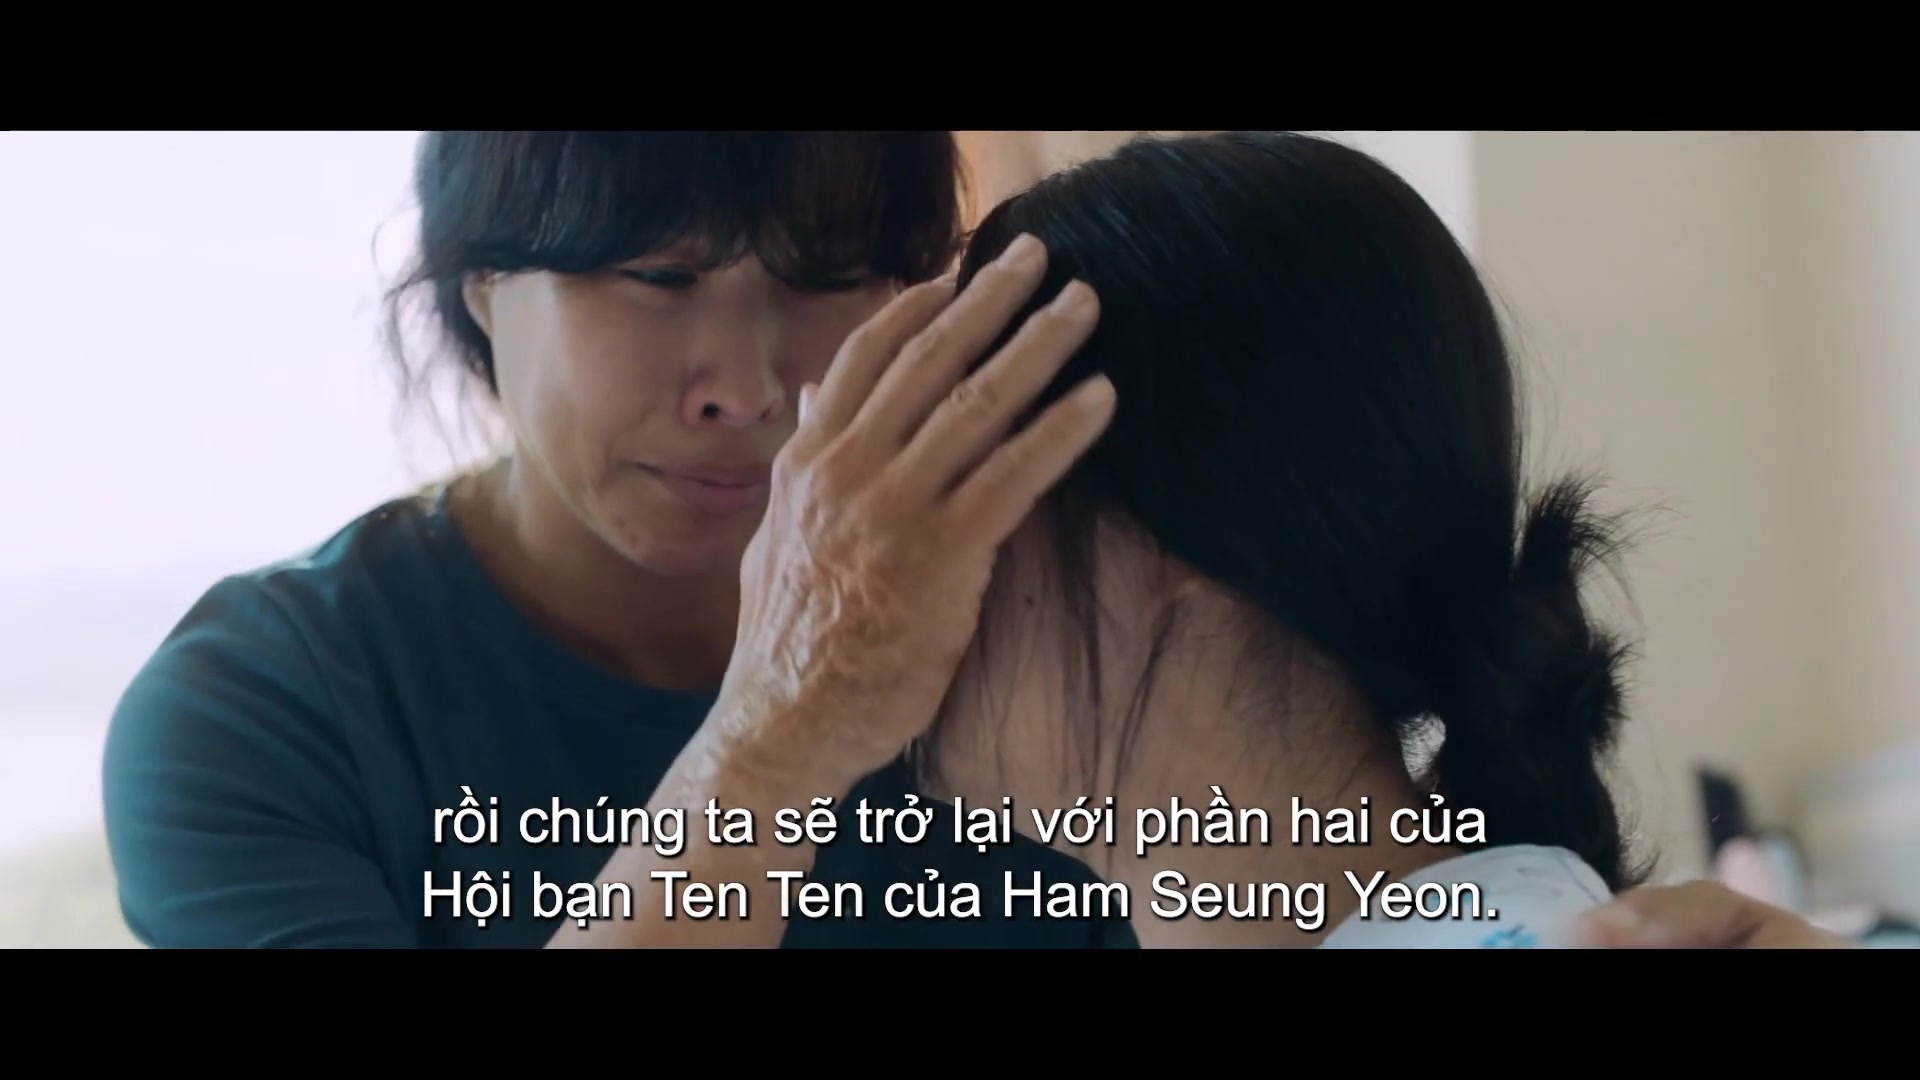 rồi chúng ta sẽ trở lại với phần hai của
Hội bạn Ten Ten của Ham Seung Yeon.